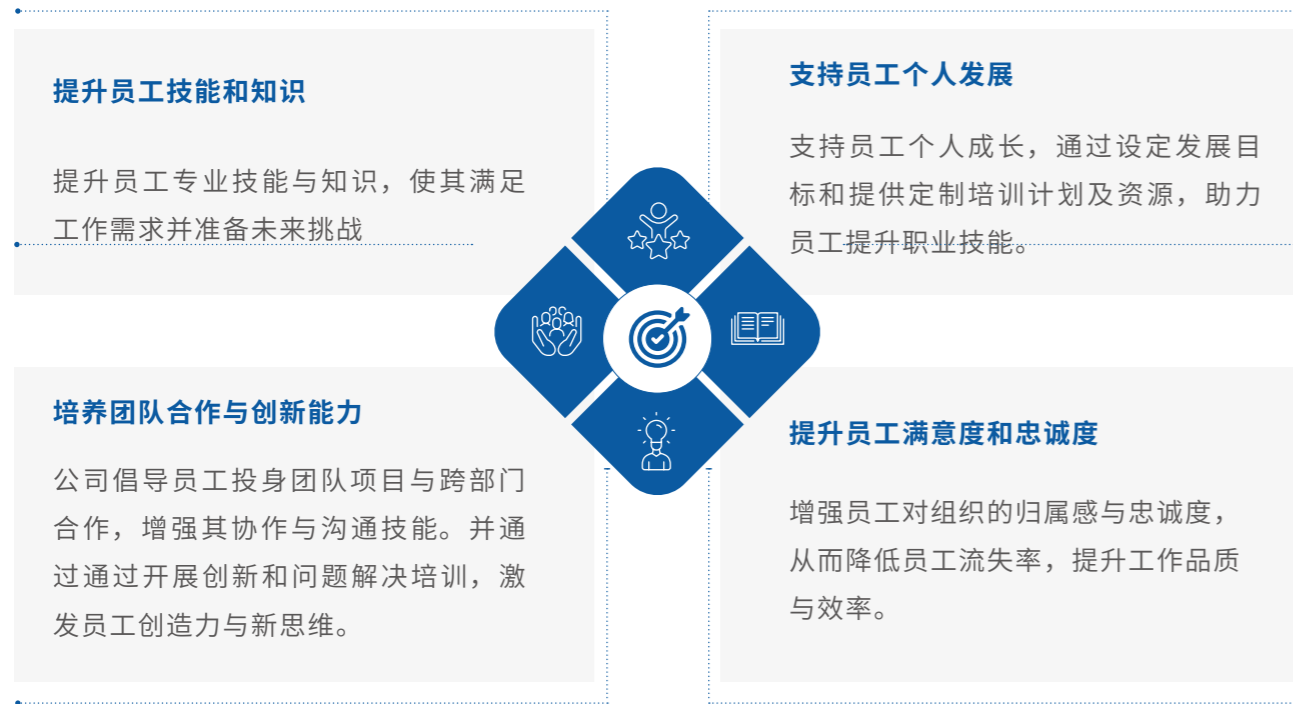 提升员工技能和知识
提升员工专业技能与知识，使其满足
工作需求并准备未来挑战
支持员工个人发展
支持员工个人成长，通过设定发展目
标和提供定制培训计划及资源，助力
员工提升职业技能。
培养团队合作与创新能力
公司倡导员工投身团队项目与跨部门
合作，增强其协作与沟通技能。并通
过通过开展创新和问题解决培训，激
发员工创造力与新思维。
提升员工满意度和忠诚度
增强员工对组织的归属感与忠诚度，
从而降低员工流失率，提升工作品质
与效率。